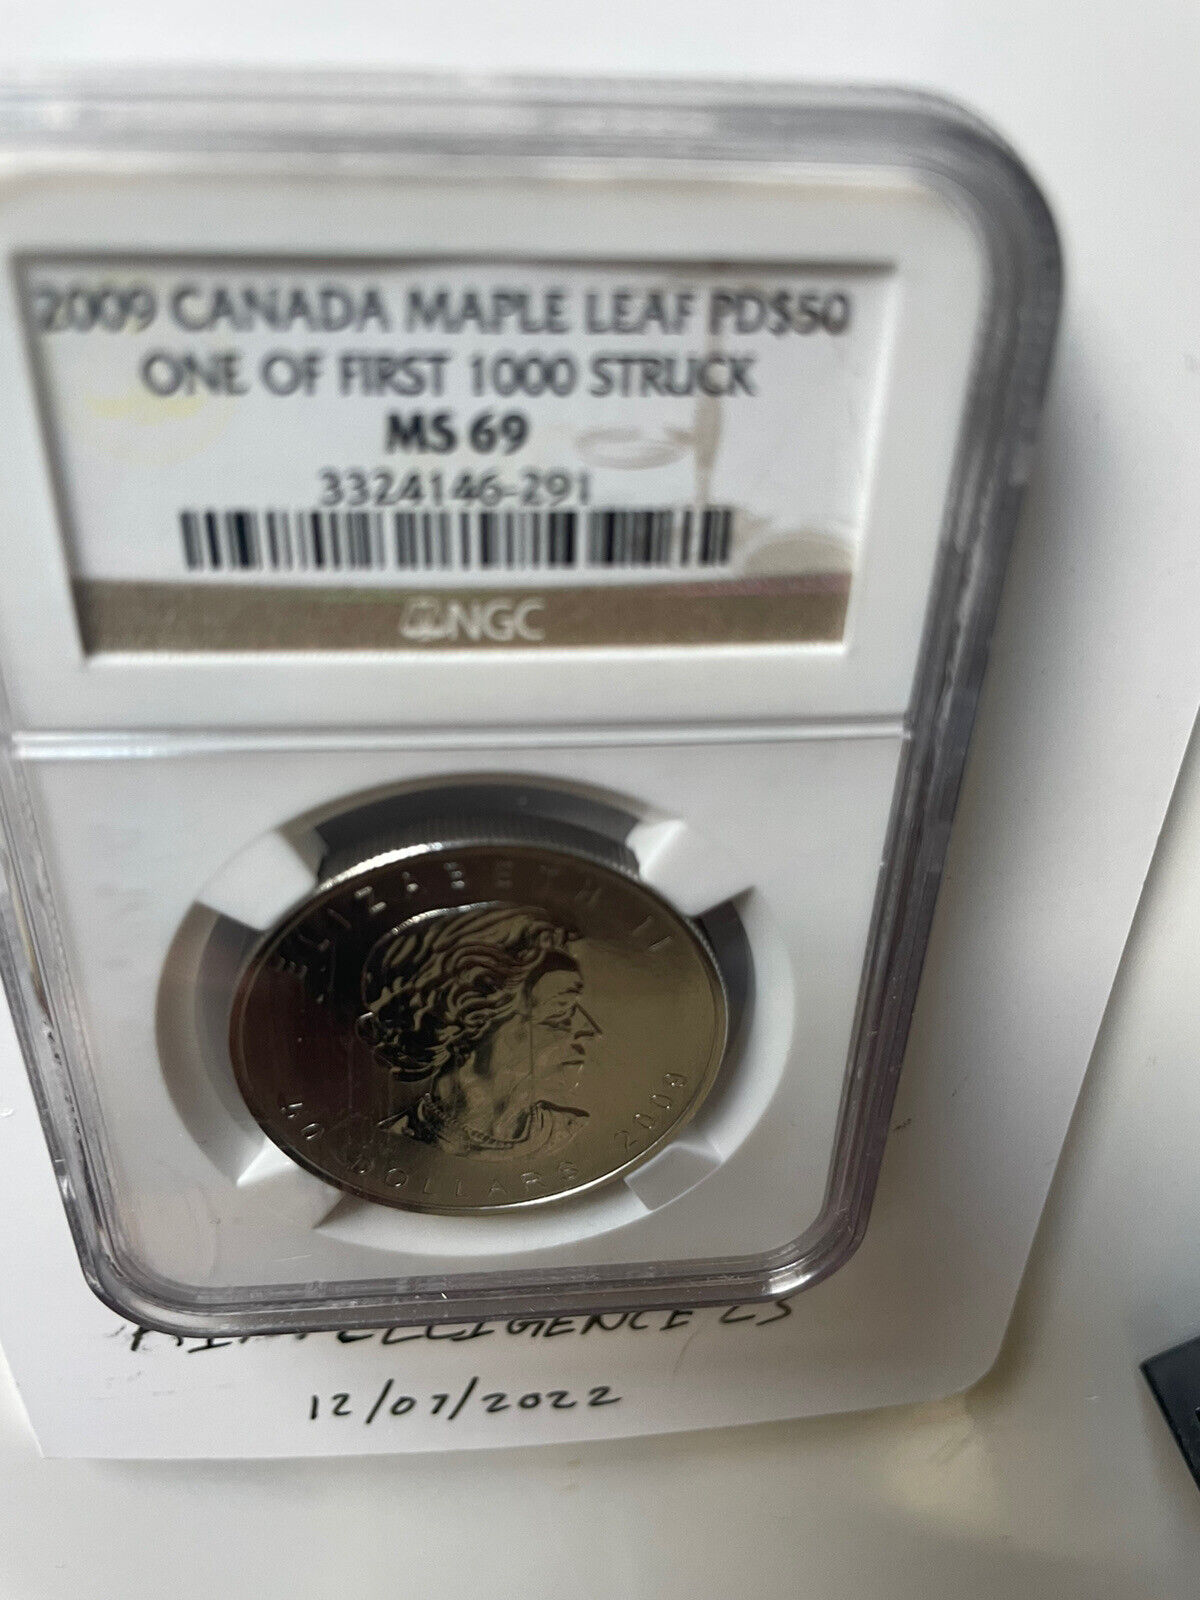 2009 CANADA MAPLE LEAF PD$50
ONE OF FIRST 1000 STRUCK
MS 69
3324146-291
NGC
ELIZABETH II
50 DOLLARS 2009
12/07/2022